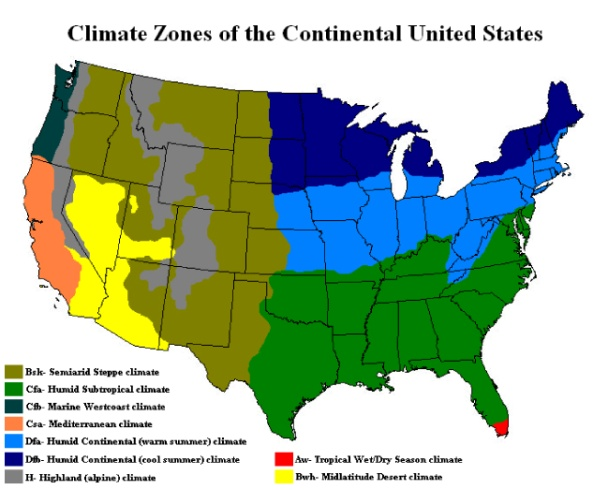 Climate Zones of the Continental United States
Bsk- Semiarid Steppe climate
Cfa- Humid Subtropical climate
Cfb- Marine Westcoast climate
Csa- Mediterranean climate
Dfa- Humid Continental (warm summer) climate
Dfb- Humid Continental (cool summer) climate
H- Highland (alpine) climate
Aw- Tropical Wet/Dry Season climate
Bwh- Midlatitude Desert climate